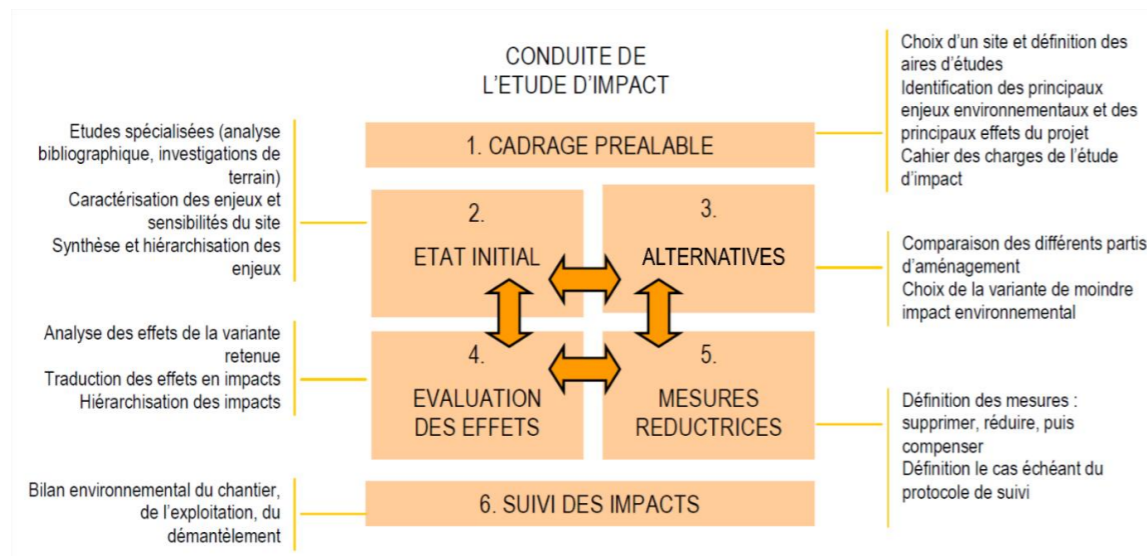 CONDUITE DE
L'ETUDE D'IMPACT
Choix d'un site et définition des
aires d'études
Identification des principaux
enjeux environnementaux et des
principaux effets du projet
Cahier des charges de l'étude
d'impact
1. CADRAGE PREALABLE
Etudes spécialisées (analyse
bibliographique, investigations de
terrain)
Caractérisation des enjeux et
sensibilités du site
Synthèse et hiérarchisation des
enjeux
2.
ETAT INITIAL
3.
ALTERNATIVES
Comparaison des différents partis
d'aménagement
Choix de la variante de moindre
impact environnemental
Analyse des effets de la variante
retenue
Traduction des effets en impacts
Hiérarchisation des impacts
4.
EVALUATION
DES EFFETS
5.
MESURES
REDUCTRICES
Définition des mesures :
supprimer, réduire, puis
compenser
Définition le cas échéant du
protocole de suivi
Bilan environnemental du chantier,
de l'exploitation, du
démantèlement
6. SUIVI DES IMPACTS